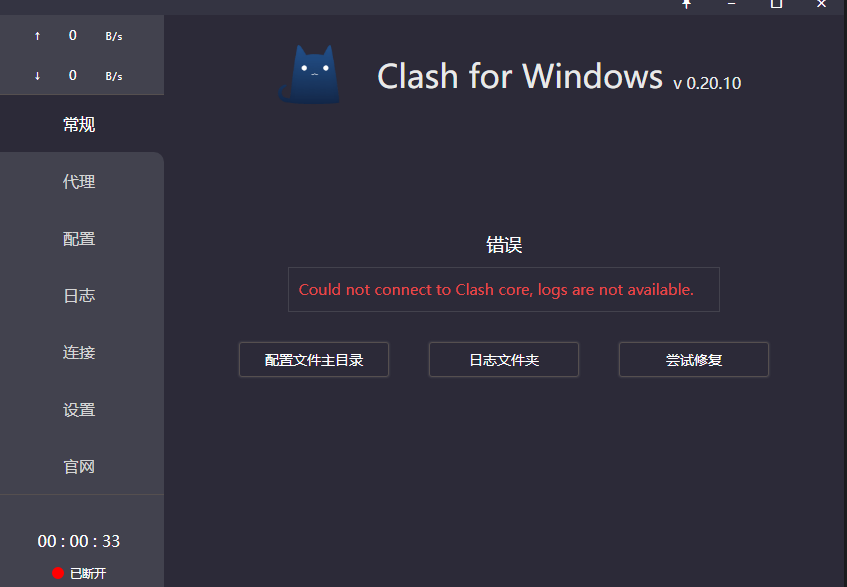 ↑ 0 B/s
↓ 0 B/s
常规
代理
配置
日志
连接
设置
官网
00 : 00 : 33
已断开
Clash for Windows v 0.20.10
错误
Could not connect to Clash core, logs are not available.
配置文件主目录 日志文件夹 尝试修复